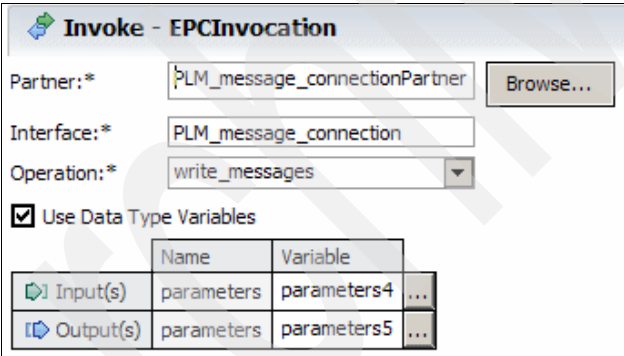 Invoke - EPCInvocation
Partner:* PLM_message_connectionPartner Browse...
Interface:* PLM_message_connection
Operation:* write_messages
Use Data Type Variables
Name Variable
Input(s) parameters parameters4 ...
Output(s) parameters parameters5 ...